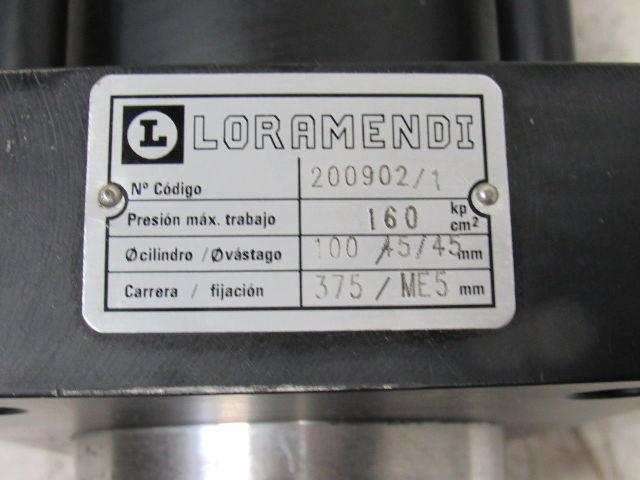 L LORAMENDI
Nº Código 200902/1
Presión máx. trabajo 160 kp cm²
Øcilindro / Øvástago 100 /45/45 mm
Carrera / fijación 375 / ME5 mm